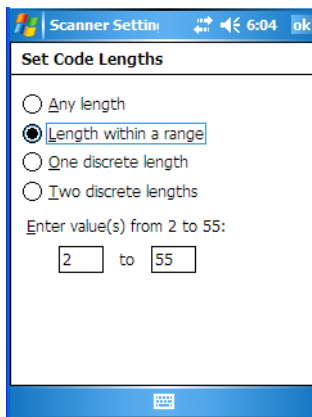 Scanner Settin 6:04 ok
Set Code Lengths
Any length
Length within a range
One discrete length
Two discrete lengths
Enter value(s) from 2 to 55:
2 to 55